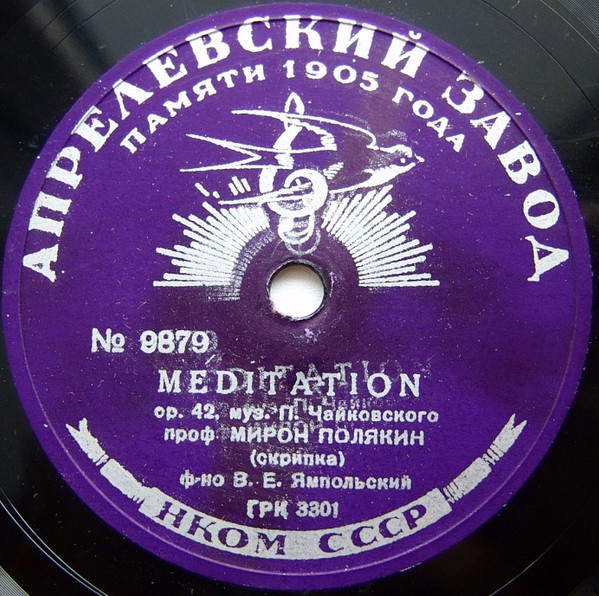 АПРЕЛЕВСКИЙ ЗАВОД
ПАМЯТИ 1905 ГОДА
№ 9879
MEDITATION
ор. 42, муз. П. Чайковского
проф. МИРОН ПОЛЯКИН
(скрипка)
ф-но В. Е. Ямпольский
ГРК 3301
НКОМ СССР